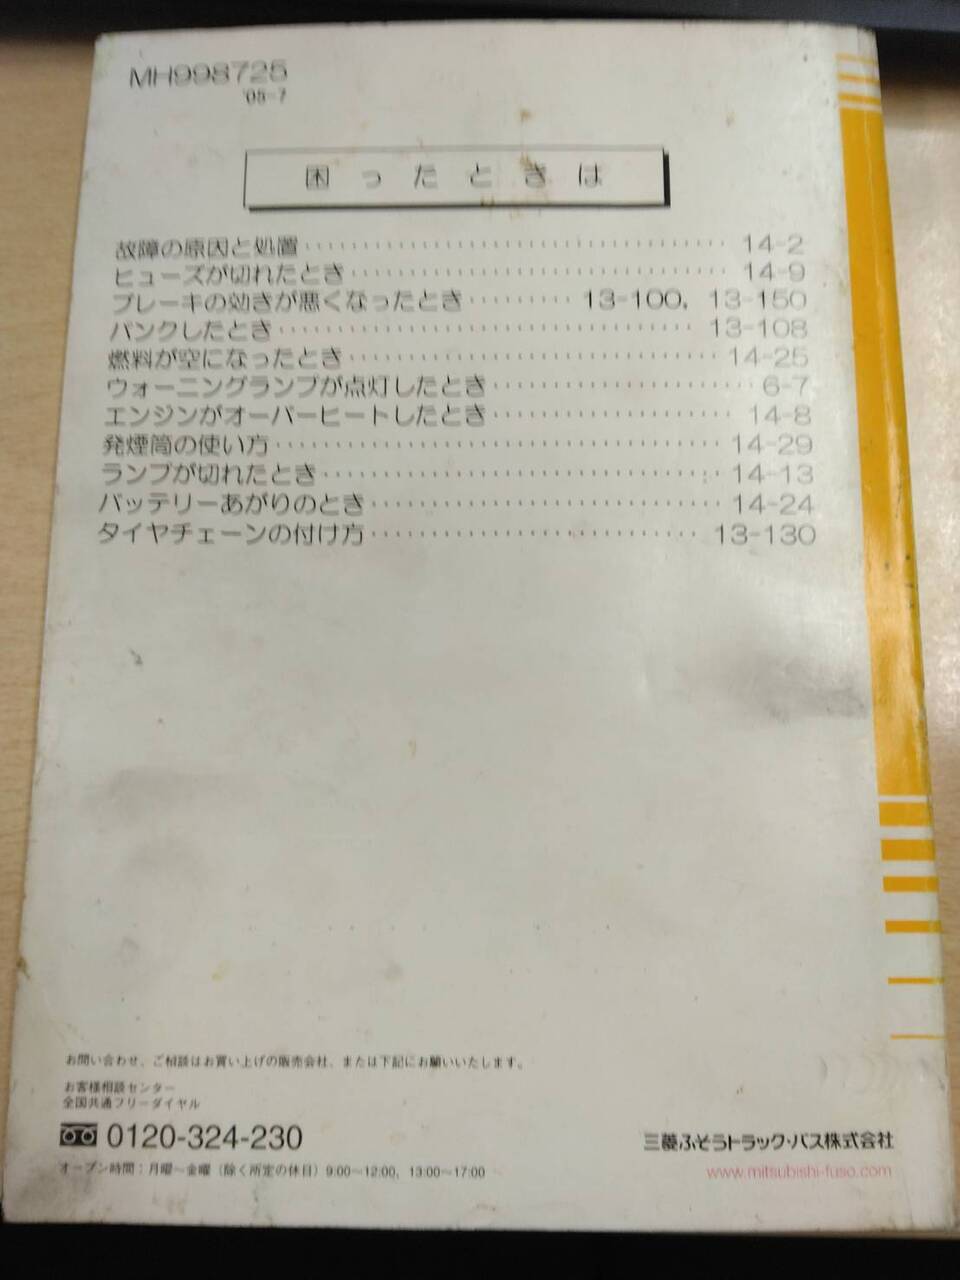 MH998725
'05-7
困ったときは
故障の原因と処置 14-2
ヒューズが切れたとき 14-9
ブレーキの効きが悪くなったとき 13-100, 13-150
パンクしたとき 13-108
燃料が空になったとき 14-25
ウォーニングランプが点灯したとき 6-7
エンジンがオーバーヒートしたとき 14-8
発煙筒の使い方 14-29
ランプが切れたとき 14-13
バッテリーあがりのとき 14-24
タイヤチェーンの付け方 13-130
お問い合わせ、ご相談はお買い上げの販売会社、または下記にお願いいたします。
お客様相談センター
全国共通フリーダイヤル
0120-324-230
オープン時間:月曜~金曜(除く所定の休日)9:00~12:00, 13:00~17:00
三菱ふそうトラック・バス株式会社
www.mitsubishi-fuso.com